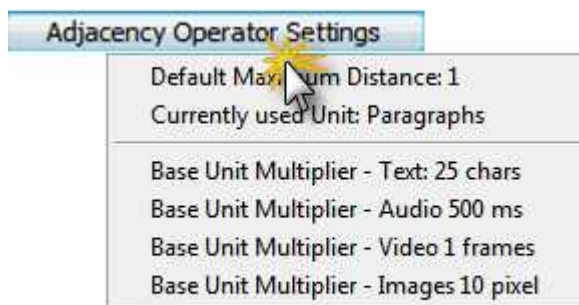 Adjacency Operator Settings
Default Maximum Distance: 1
Currently used Unit: Paragraphs
Base Unit Multiplier - Text: 25 chars
Base Unit Multiplier - Audio 500 ms
Base Unit Multiplier - Video 1 frames
Base Unit Multiplier - Images 10 pixel